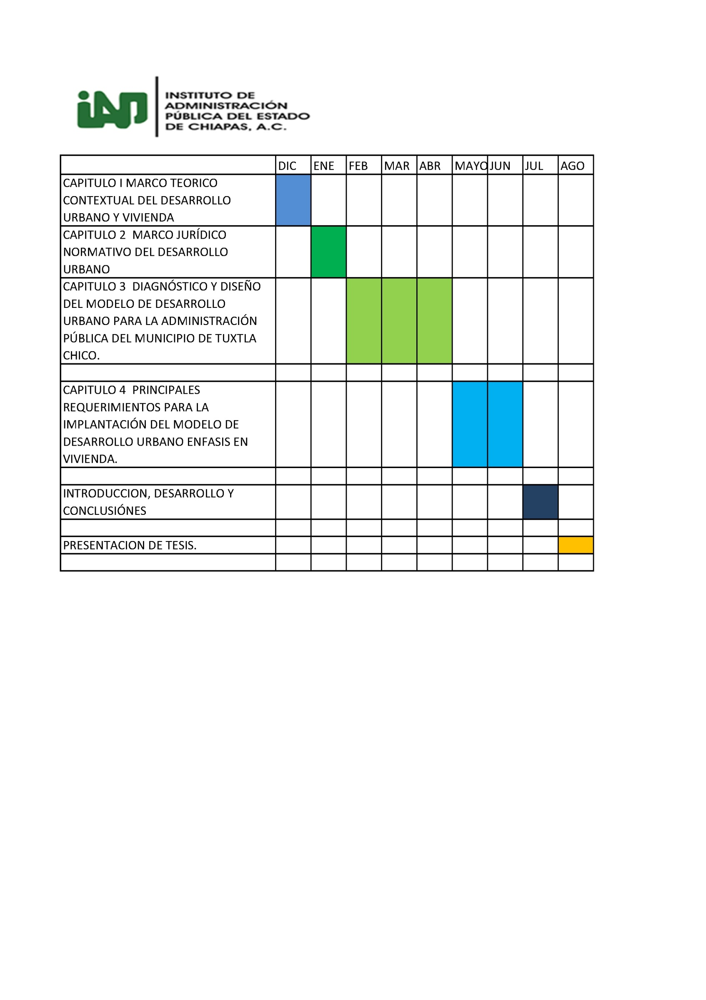 iAP
INSTITUTO DE
ADMINISTRACIÓN
PÚBLICA DEL ESTADO
DE CHIAPAS, A.C.
DIC ENE FEB MAR ABR MAYO JUN JUL AGO
CAPITULO I MARCO TEORICO
CONTEXTUAL DEL DESARROLLO
URBANO Y VIVIENDA
CAPITULO 2  MARCO JURÍDICO
NORMATIVO DEL DESARROLLO
URBANO
CAPITULO 3  DIAGNÓSTICO Y DISEÑO
DEL MODELO DE DESARROLLO
URBANO PARA LA ADMINISTRACIÓN
PÚBLICA DEL MUNICIPIO DE TUXTLA
CHICO.
CAPITULO 4  PRINCIPALES
REQUERIMIENTOS PARA LA
IMPLANTACIÓN DEL MODELO DE
DESARROLLO URBANO ENFASIS EN
VIVIENDA.
INTRODUCCION, DESARROLLO Y
CONCLUSIÓNES
PRESENTACION DE TESIS.